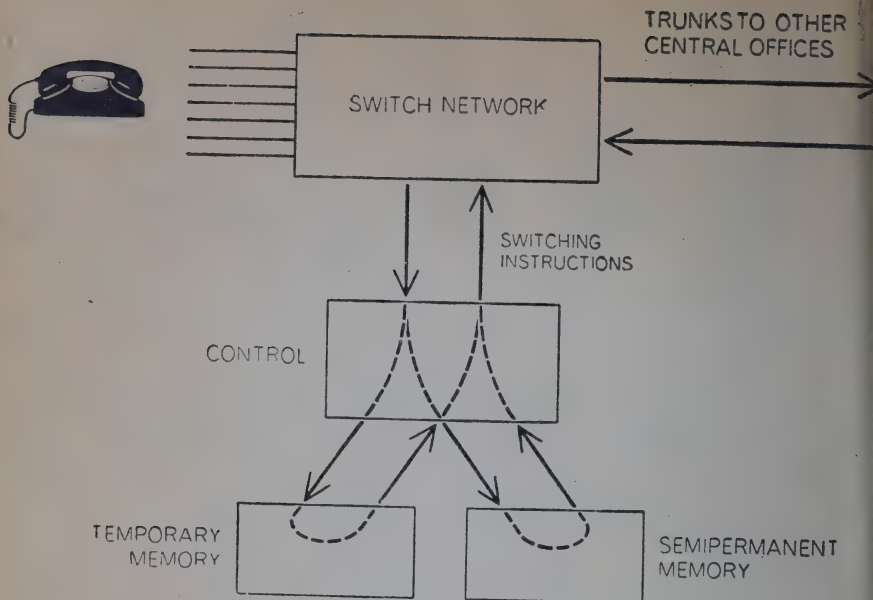 TRUNKS TO OTHER
CENTRAL OFFICES
SWITCH NETWORK
SWITCHING
INSTRUCTIONS
CONTROL
TEMPORARY
MEMORY
SEMIPERMANENT
MEMORY